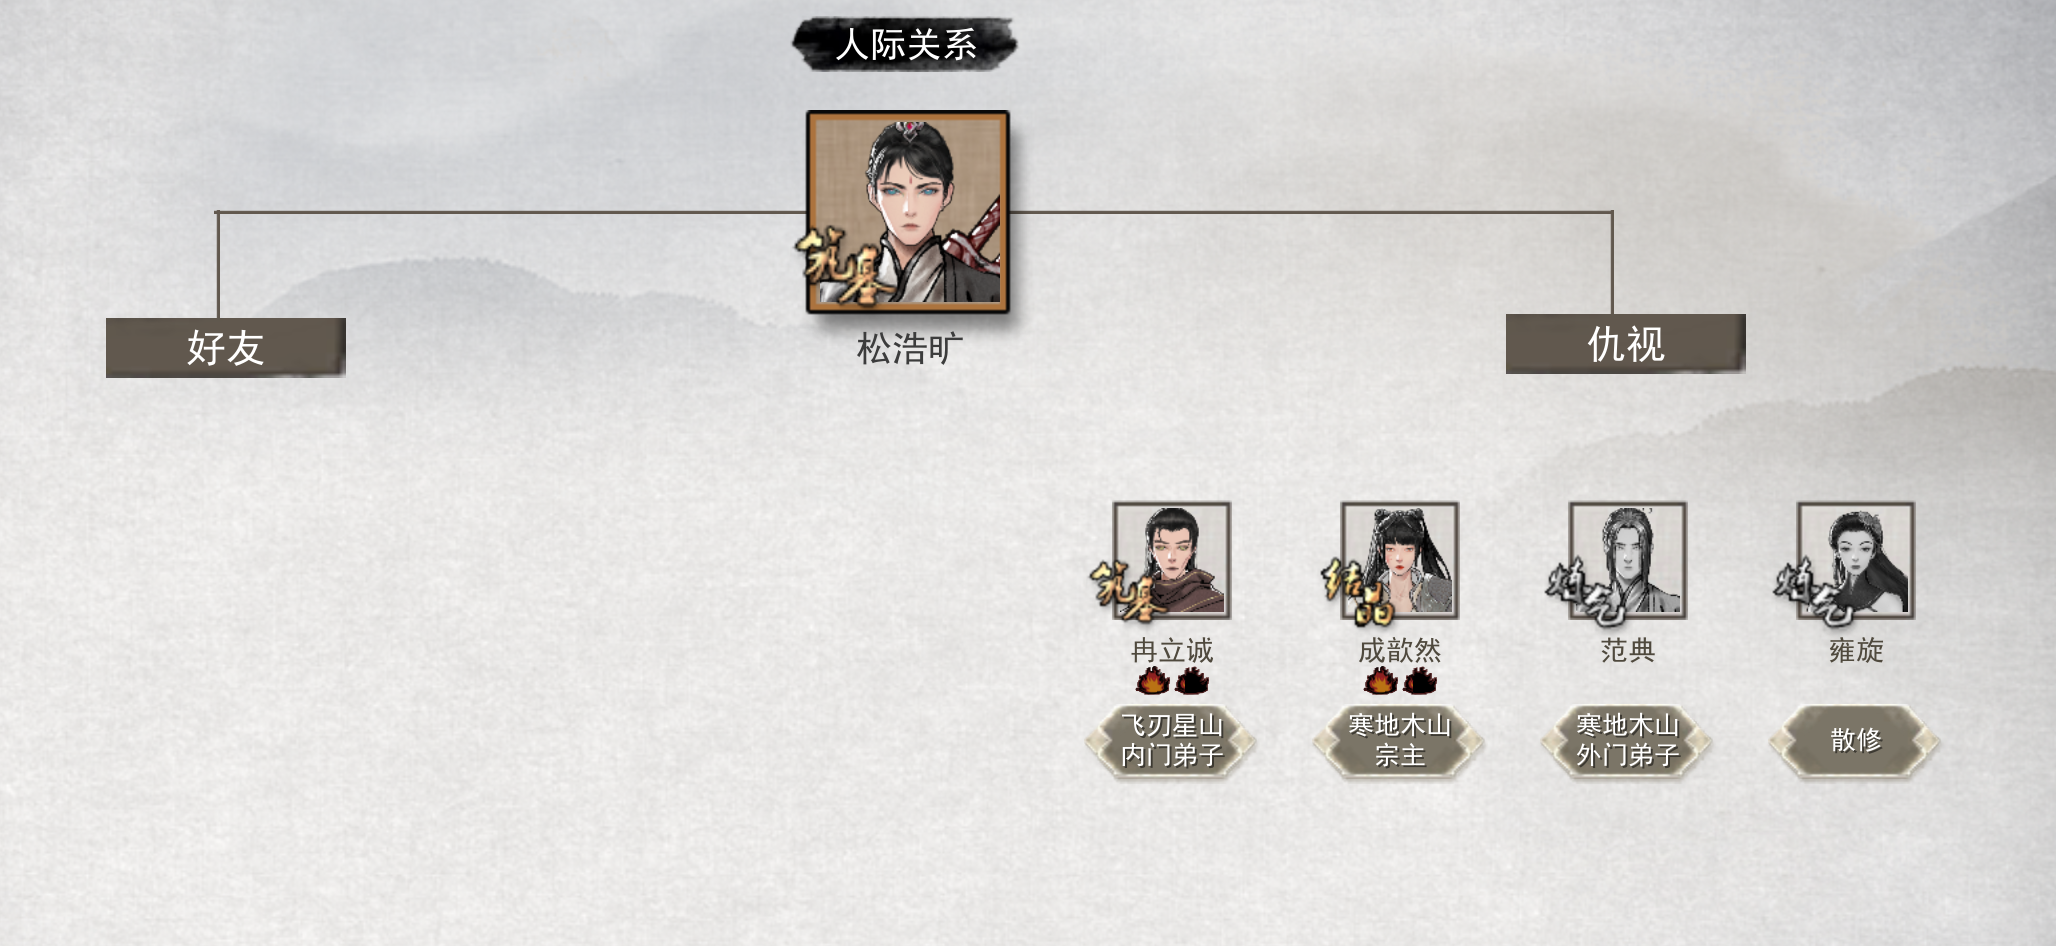 人际关系
筑基
松浩旷
好友
仇视
筑基
结晶
炼气
炼气
冉立诚
成歆然
范典
雍旋
飞刃星山
内门弟子
寒地木山
宗主
寒地木山
外门弟子
散修